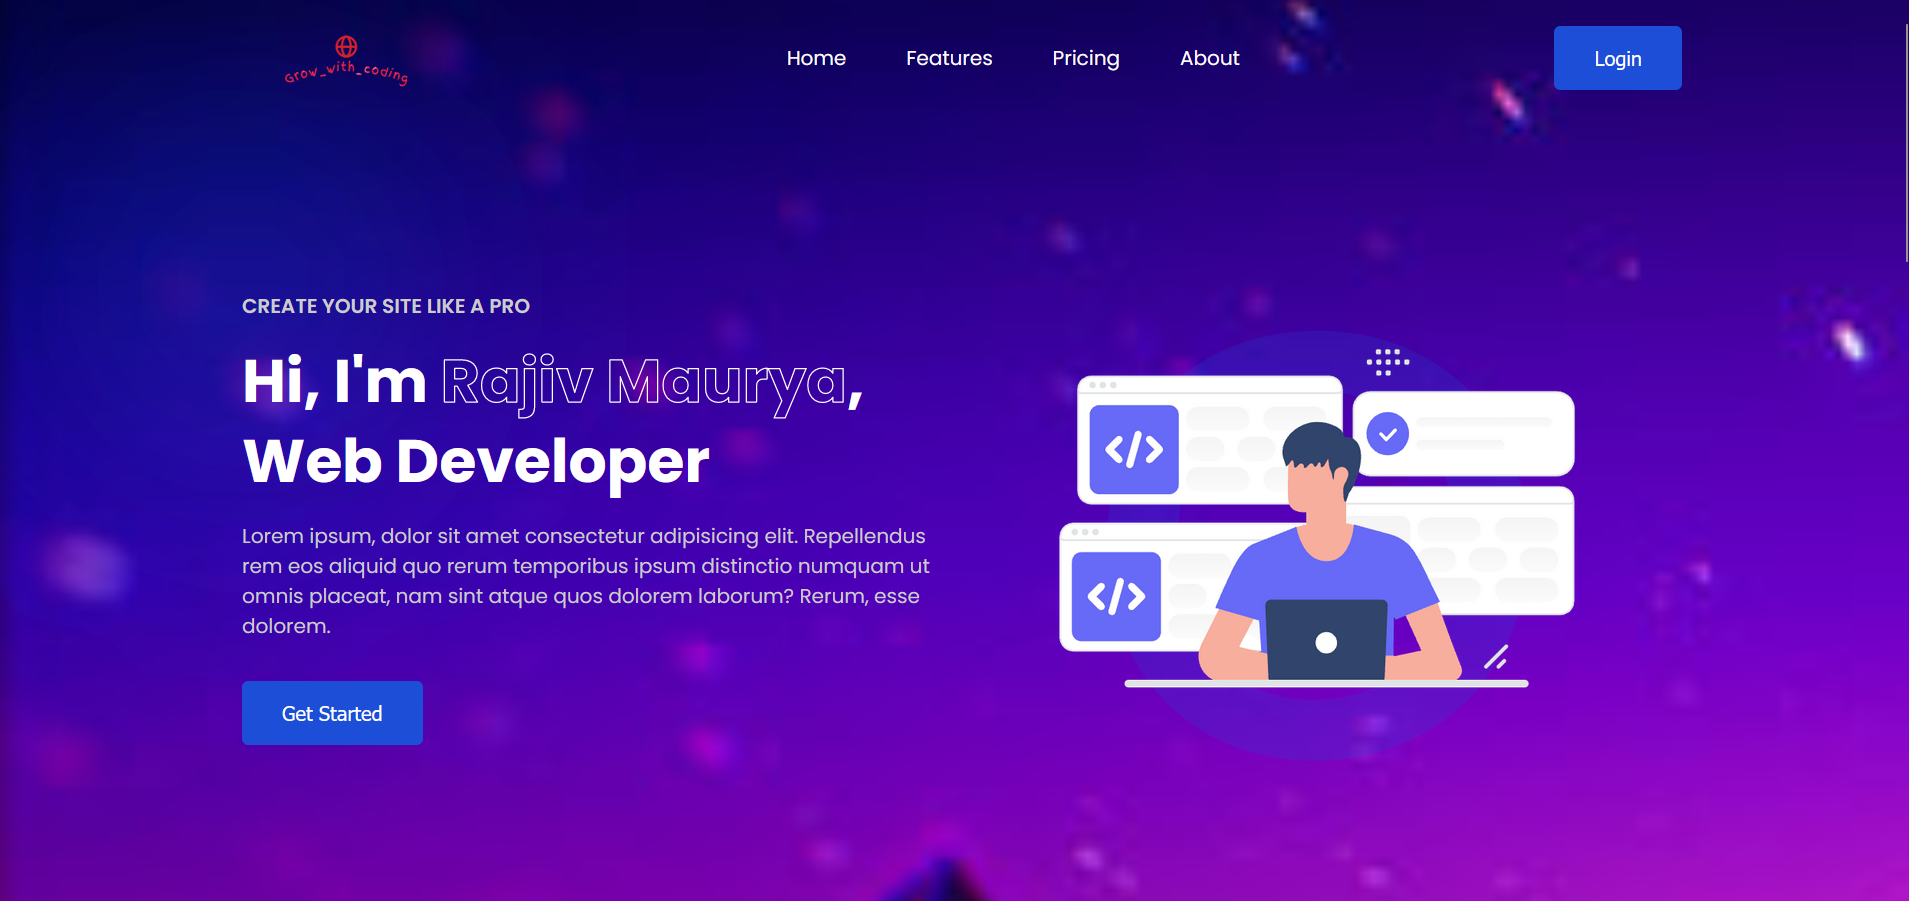 Grow_with_coding
Home Features Pricing About
Login
CREATE YOUR SITE LIKE A PRO
Hi, I'm Rajiv Maurya,
Web Developer
Lorem ipsum, dolor sit amet consectetur adipisicing elit. Repellendus
rem eos aliquid quo rerum temporibus ipsum distinctio numquam ut
omnis placeat, nam sint atque quos dolorem laborum? Rerum, esse
dolorem.
Get Started
</>
</>